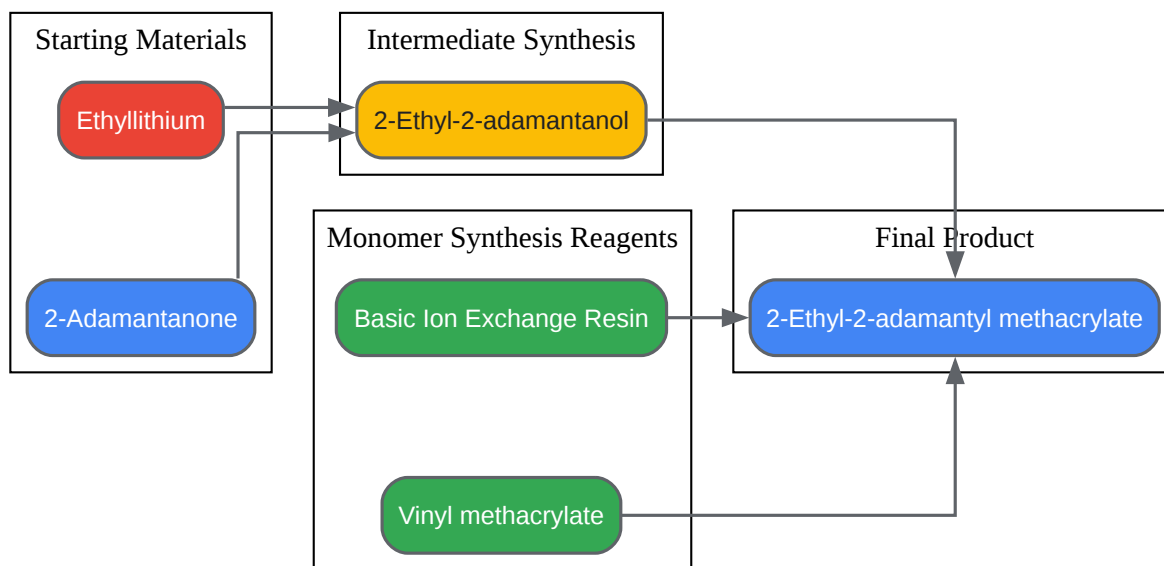 Starting Materials
Ethyllithium
2-Adamantanone
Intermediate Synthesis
2-Ethyl-2-adamantanol
Monomer Synthesis Reagents
Basic Ion Exchange Resin
Vinyl methacrylate
Final Product
2-Ethyl-2-adamantyl methacrylate